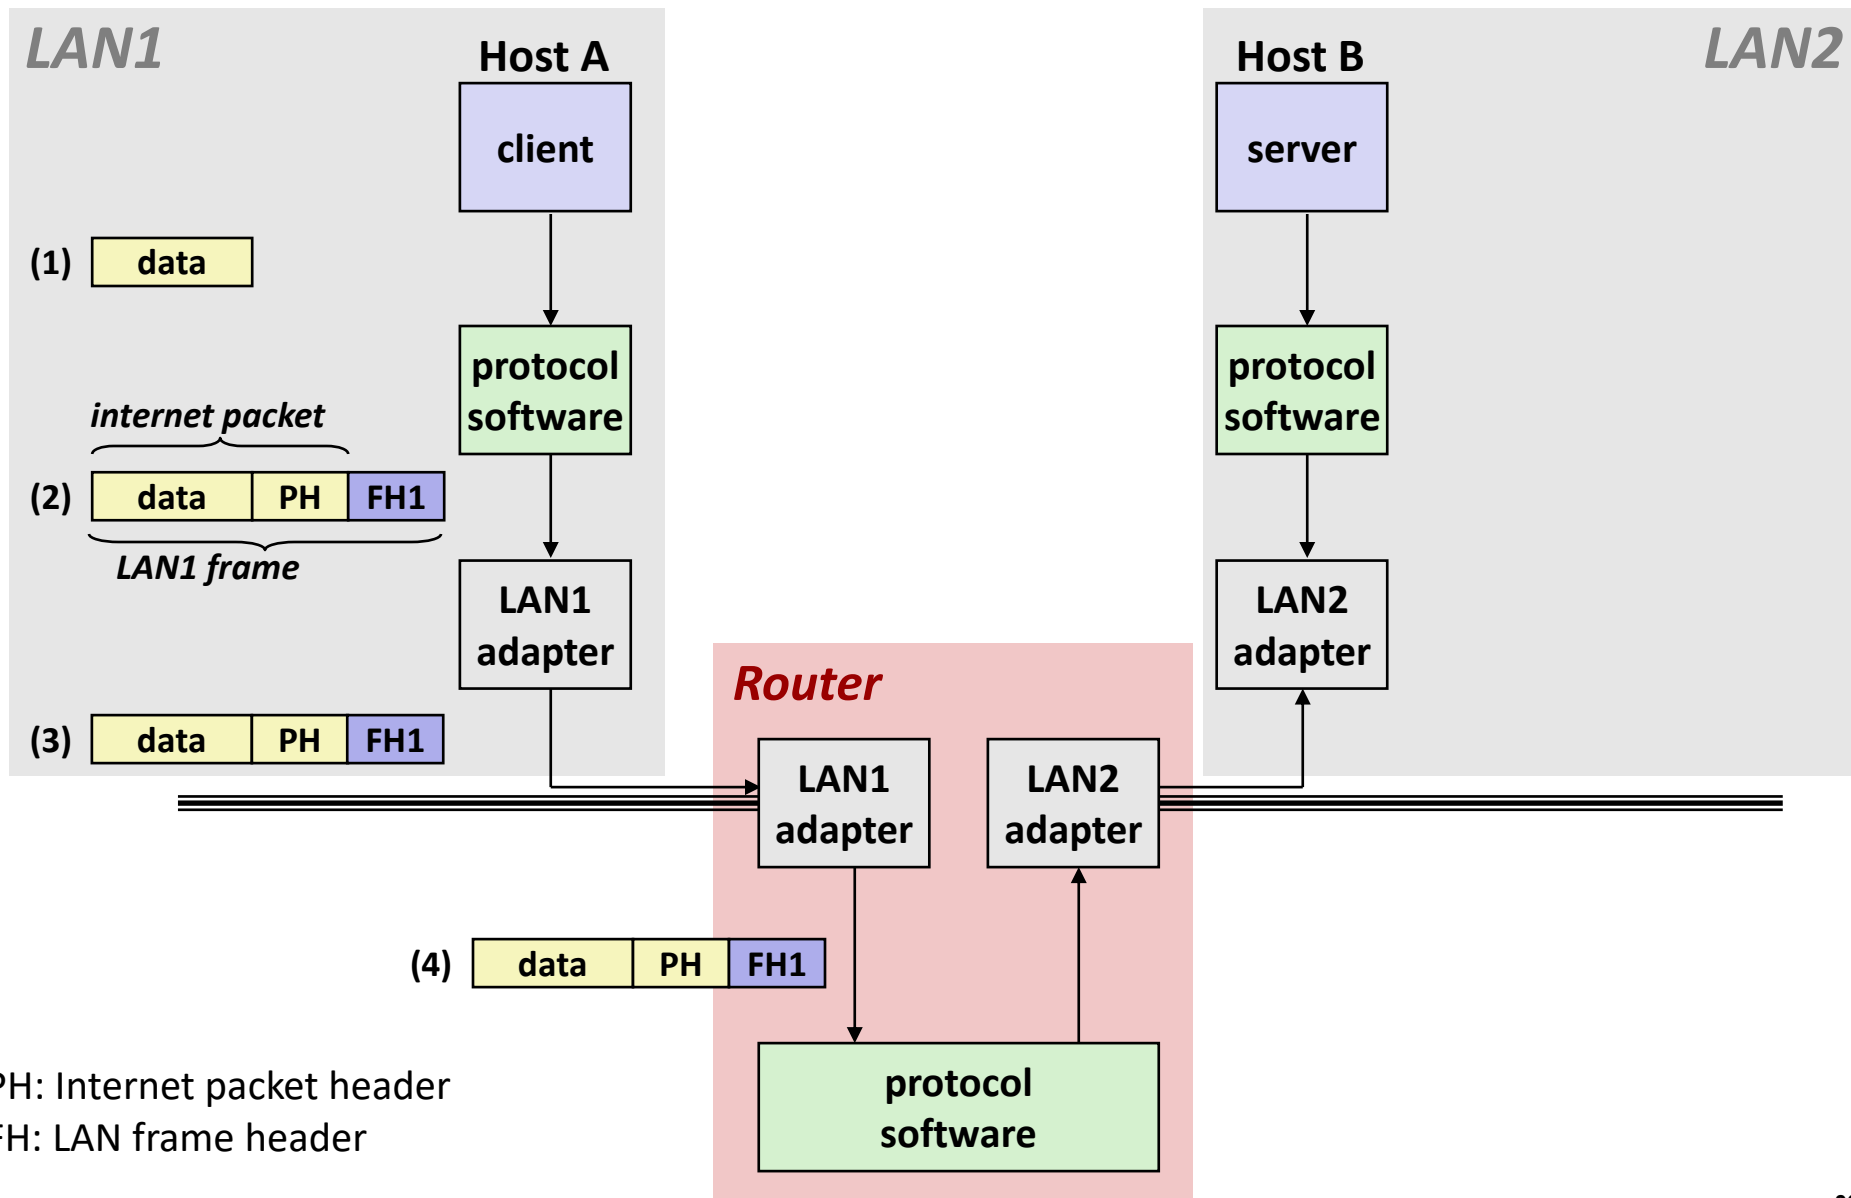 LAN1
Host A
Host B
LAN2
client
server
(1)
data
protocol
software
protocol
software
internet packet
(2)
data
PH
FH1
LAN1 frame
LAN1
adapter
LAN2
adapter
Router
(3)
data
PH
FH1
LAN1
adapter
LAN2
adapter
(4)
data
PH
FH1
protocol
software
PH: Internet packet header
FH: LAN frame header